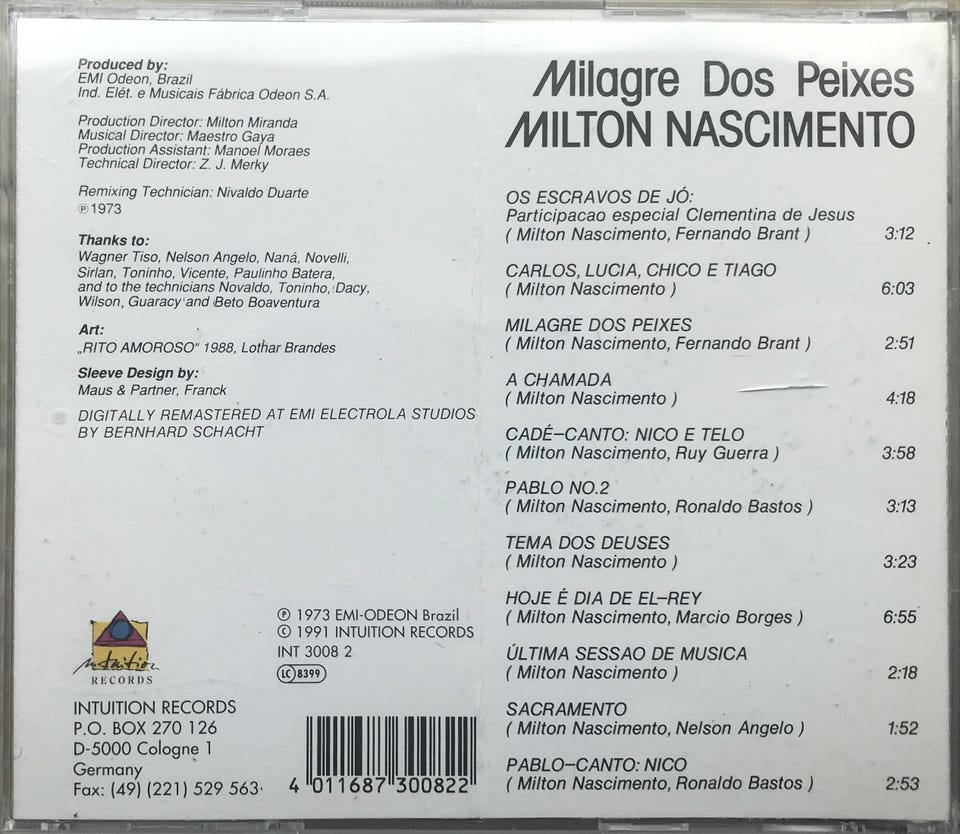 Produced by:
EMI Odeon, Brazil
Ind. Elét. e Musicais Fábrica Odeon S.A.
Production Director: Milton Miranda
Musical Director: Maestro Gaya
Production Assistant: Manoel Moraes
Technical Director: Z. J. Merky
Remixing Technician: Nivaldo Duarte
℗ 1973
Thanks to:
Wagner Tiso, Nelson Angelo, Naná, Novelli,
Sirlan, Toninho, Vicente, Paulinho Batera,
and to the technicians Novaldo, Toninho, Dacy,
Wilson, Guaracy and Beto Boaventura
Art:
„RITO AMOROSO“ 1988, Lothar Brandes
Sleeve Design by:
Maus & Partner, Franck
DIGITALLY REMASTERED AT EMI ELECTROLA STUDIOS
BY BERNHARD SCHACHT
intuition
RECORDS
℗ 1973 EMI-ODEON Brazil
© 1991 INTUITION RECORDS
INT 3008 2
LC 8399
INTUITION RECORDS
P.O. BOX 270 126
D-5000 Cologne 1
Germany
Fax: (49) (221) 529 563
4 011687 300822
Milagre Dos Peixes
MILTON NASCIMENTO
OS ESCRAVOS DE JÓ:
Participacao especial Clementina de Jesus
( Milton Nascimento, Fernando Brant ) 3:12
CARLOS, LUCIA, CHICO E TIAGO
( Milton Nascimento ) 6:03
MILAGRE DOS PEIXES
( Milton Nascimento, Fernando Brant ) 2:51
A CHAMADA
( Milton Nascimento ) 4:18
CADÉ-CANTO: NICO E TELO
( Milton Nascimento, Ruy Guerra ) 3:58
PABLO NO.2
( Milton Nascimento, Ronaldo Bastos ) 3:13
TEMA DOS DEUSES
( Milton Nascimento ) 3:23
HOJE É DIA DE EL-REY
( Milton Nascimento, Marcio Borges ) 6:55
ÚLTIMA SESSAO DE MUSICA
( Milton Nascimento ) 2:18
SACRAMENTO
( Milton Nascimento, Nelson Angelo ) 1:52
PABLO-CANTO: NICO
( Milton Nascimento, Ronaldo Bastos ) 2:53